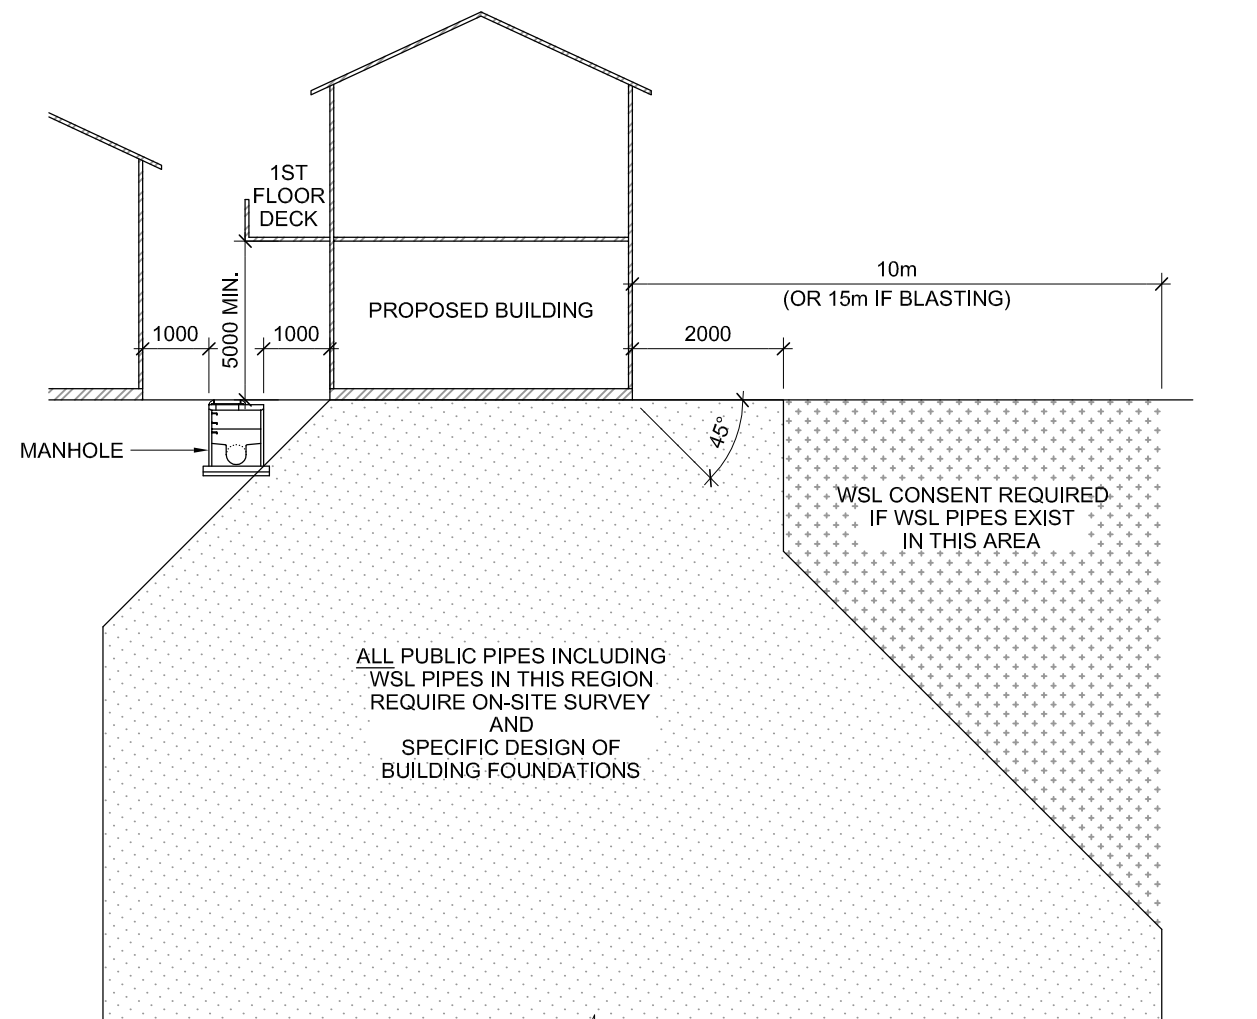 1ST
FLOOR
DECK
10m
(OR 15m IF BLASTING)
PROPOSED BUILDING
5000 MIN.
1000
1000
2000
45°
MANHOLE
WSL CONSENT REQUIRED
IF WSL PIPES EXIST
IN THIS AREA
ALL PUBLIC PIPES INCLUDING
WSL PIPES IN THIS REGION
REQUIRE ON-SITE SURVEY
AND
SPECIFIC DESIGN OF
BUILDING FOUNDATIONS